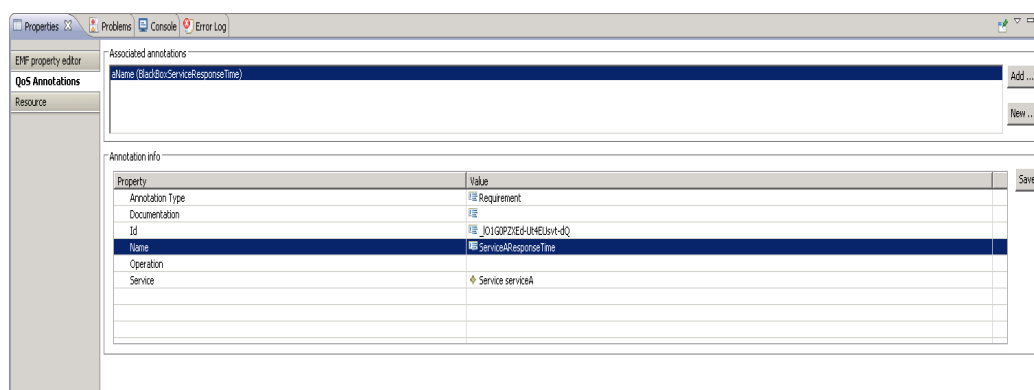 Properties Problems Console Error Log
EMF property editor
QoS Annotations
Resource
Associated annotations
aName (BlackBoxServiceResponseTime)
Add ...
New ...
Annotation info
Property Value
Annotation Type Requirement
Documentation
Id _lO1G0PZXEd-Ut4EUsvt-dQ
Name ServiceAResponseTime
Operation
Service Service serviceA
Save